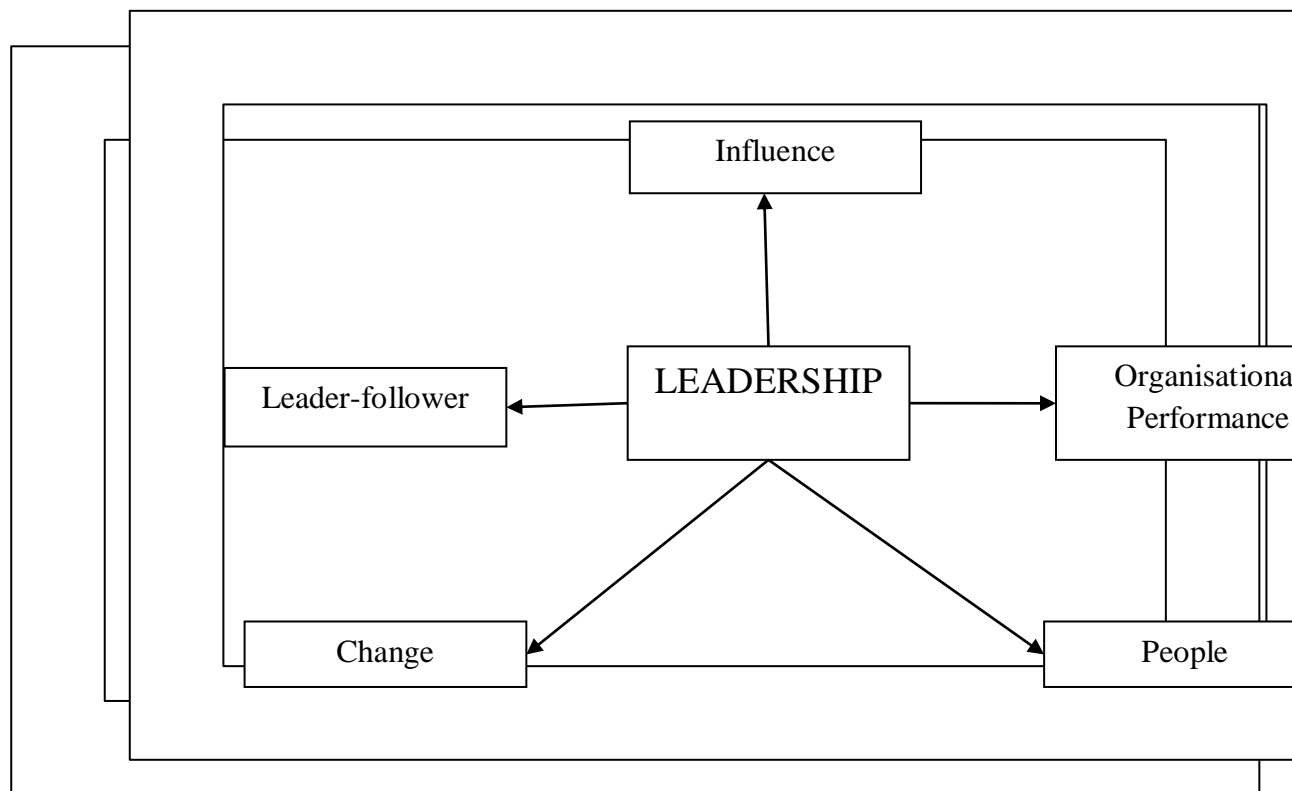 Influence
LEADERSHIP
Leader-follower
Organisationa
Performance
Change
People